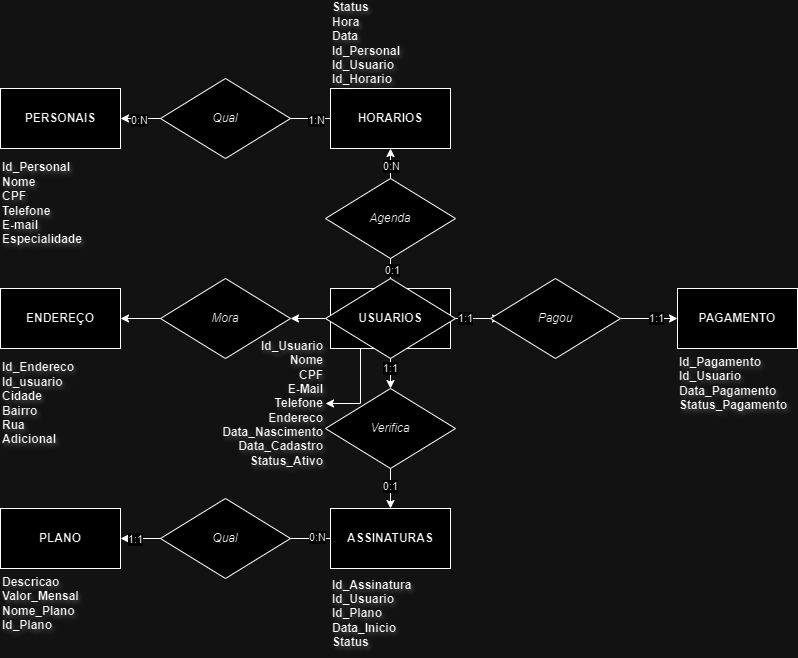 Status
Hora
Data
Id_Personal
Id_Usuario
Id_Horario
PERSONAIS
0:N
Qual
1:N
HORARIOS
Id_Personal
Nome
CPF
Telefone
E-mail
Especialidade
0:N
Agenda
0:1
ENDEREÇO
Mora
USUARIOS
1:1
Pagou
1:1
PAGAMENTO
Id_Endereco
Id_usuario
Cidade
Bairro
Rua
Adicional
Id_Usuario
Nome
CPF
E-Mail
Telefone
Endereco
Data_Nascimento
Data_Cadastro
Status_Ativo
1:1
Verifica
0:1
Id_Pagamento
Id_Usuario
Data_Pagamento
Status_Pagamento
PLANO
1:1
Qual
0:N
ASSINATURAS
Descricao
Valor_Mensal
Nome_Plano
Id_Plano
Id_Assinatura
Id_Usuario
Id_Plano
Data_Inicio
Status